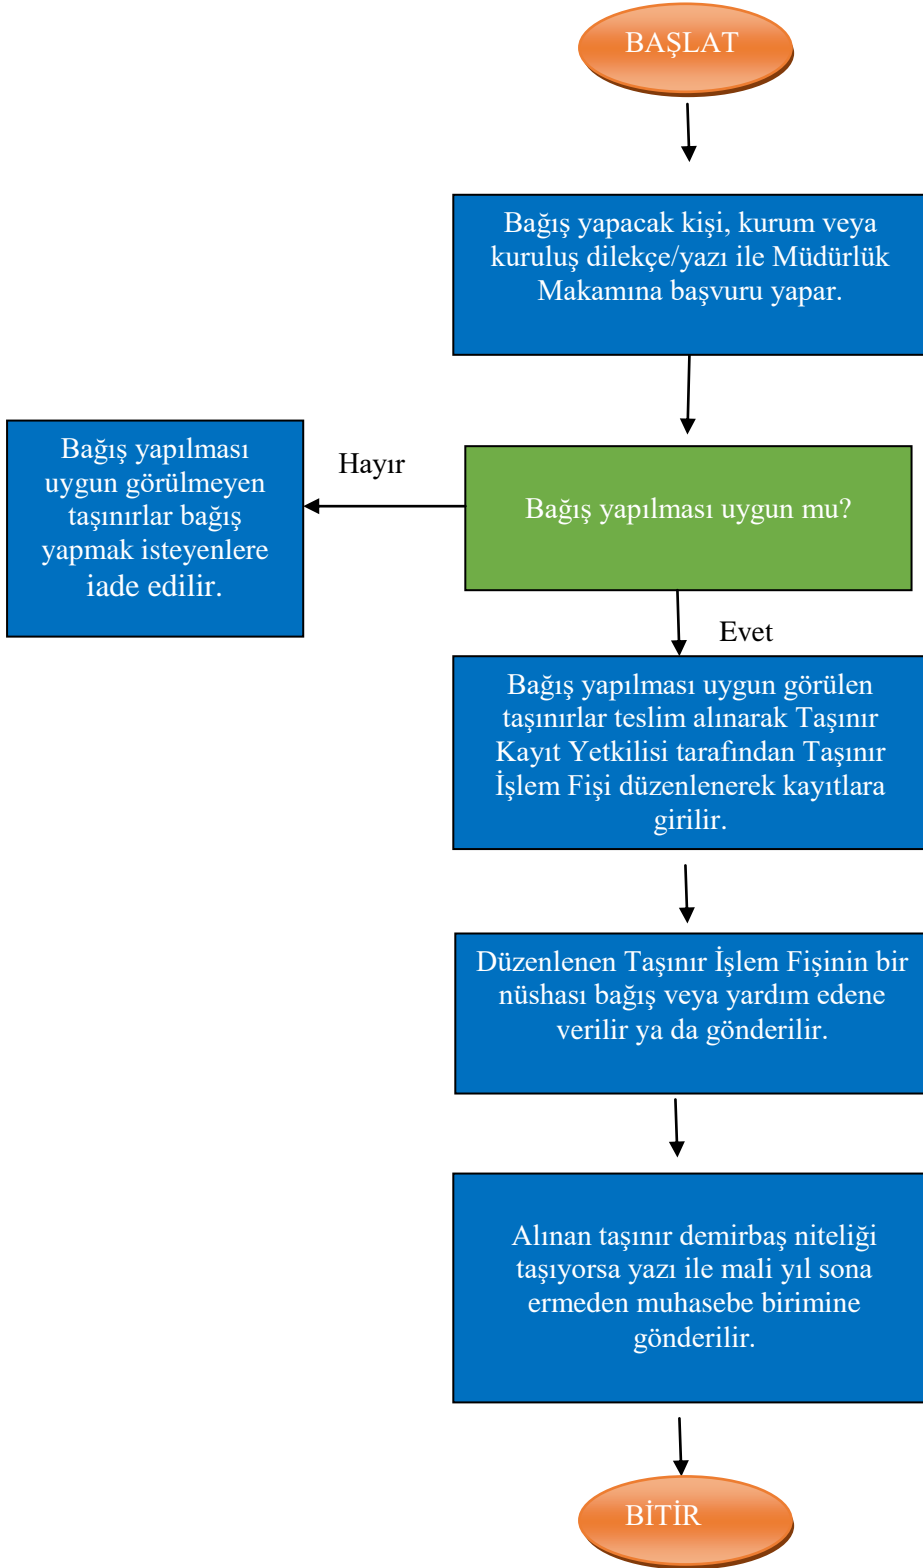 BAŞLAT
Bağış yapacak kişi, kurum veya
kuruluş dilekçe/yazı ile Müdürlük
Makamına başvuru yapar.
Bağış yapılması
uygun görülmeyen
taşınırlar bağış
yapmak isteyenlere
iade edilir.
Hayır
Bağış yapılması uygun mu?
Evet
Bağış yapılması uygun görülen
taşınırlar teslim alınarak Taşınır
Kayıt Yetkilisi tarafından Taşınır
İşlem Fişi düzenlenerek kayıtlara
girilir.
Düzenlenen Taşınır İşlem Fişinin bir
nüshası bağış veya yardım edene
verilir ya da gönderilir.
Alınan taşınır demirbaş niteliği
taşıyorsa yazı ile mali yıl sona
ermeden muhasebe birimine
gönderilir.
BİTİR